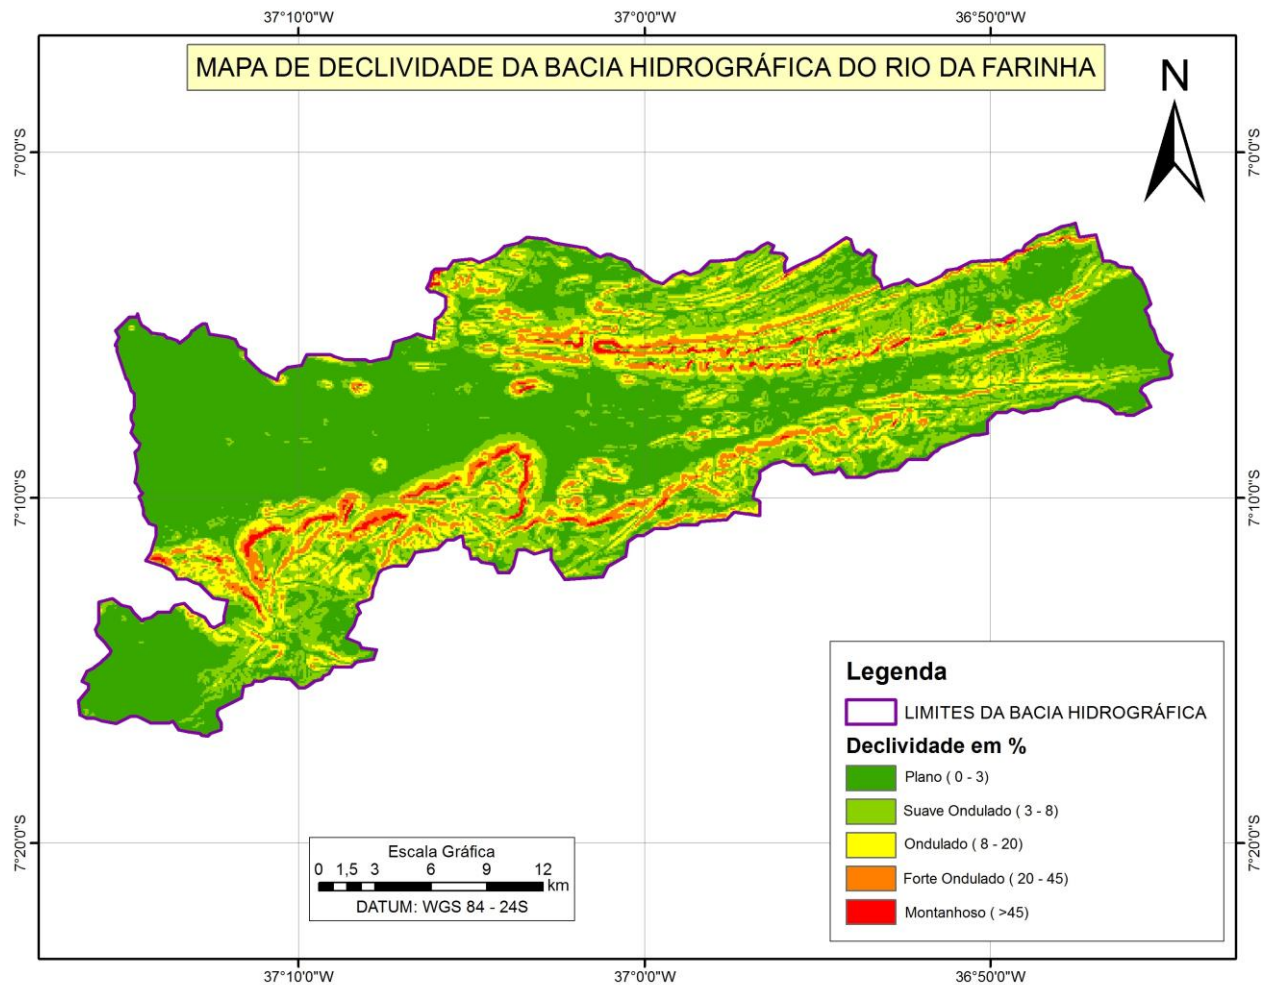 37°10'0"W 37°0'0"W 36°50'0"W
MAPA DE DECLIVIDADE DA BACIA HIDROGRÁFICA DO RIO DA FARINHA
N
7°0'0"S 7°0'0"S
7°10'0"S 7°10'0"S
Legenda
LIMITES DA BACIA HIDROGRÁFICA
Declividade em %
Plano ( 0 - 3)
Suave Ondulado ( 3 - 8)
Ondulado ( 8 - 20)
Forte Ondulado ( 20 - 45)
Montanhoso ( >45)
7°20'0"S 7°20'0"S
Escala Gráfica
0 1,5 3 6 9 12
km
DATUM: WGS 84 - 24S
37°10'0"W 37°0'0"W 36°50'0"W